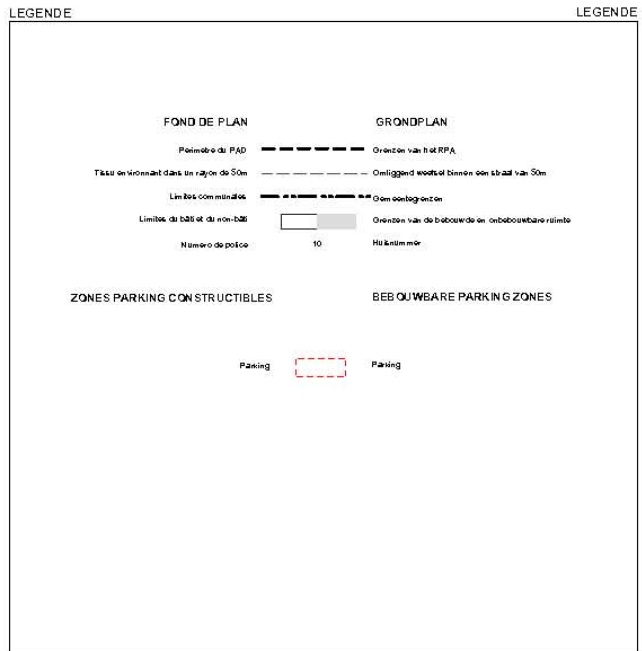 LEGENDE LEGENDE
FOND DE PLAN GRONDPLAN
Périmètre du PAD Grenzen van het RPA
Tissu environnant dans un rayon de 50m Omliggend weefsel binnen een straal van 50m
Limites communales Gemeentegrenzen
Limites du bâti et du non-bâti Grenzen van de bebouwde en onbebouwbare ruimte
Numero de police 10 Huisnummer
ZONES PARKING CONSTRUCTIBLES BEBOUWBARE PARKING ZONES
Parking Parking